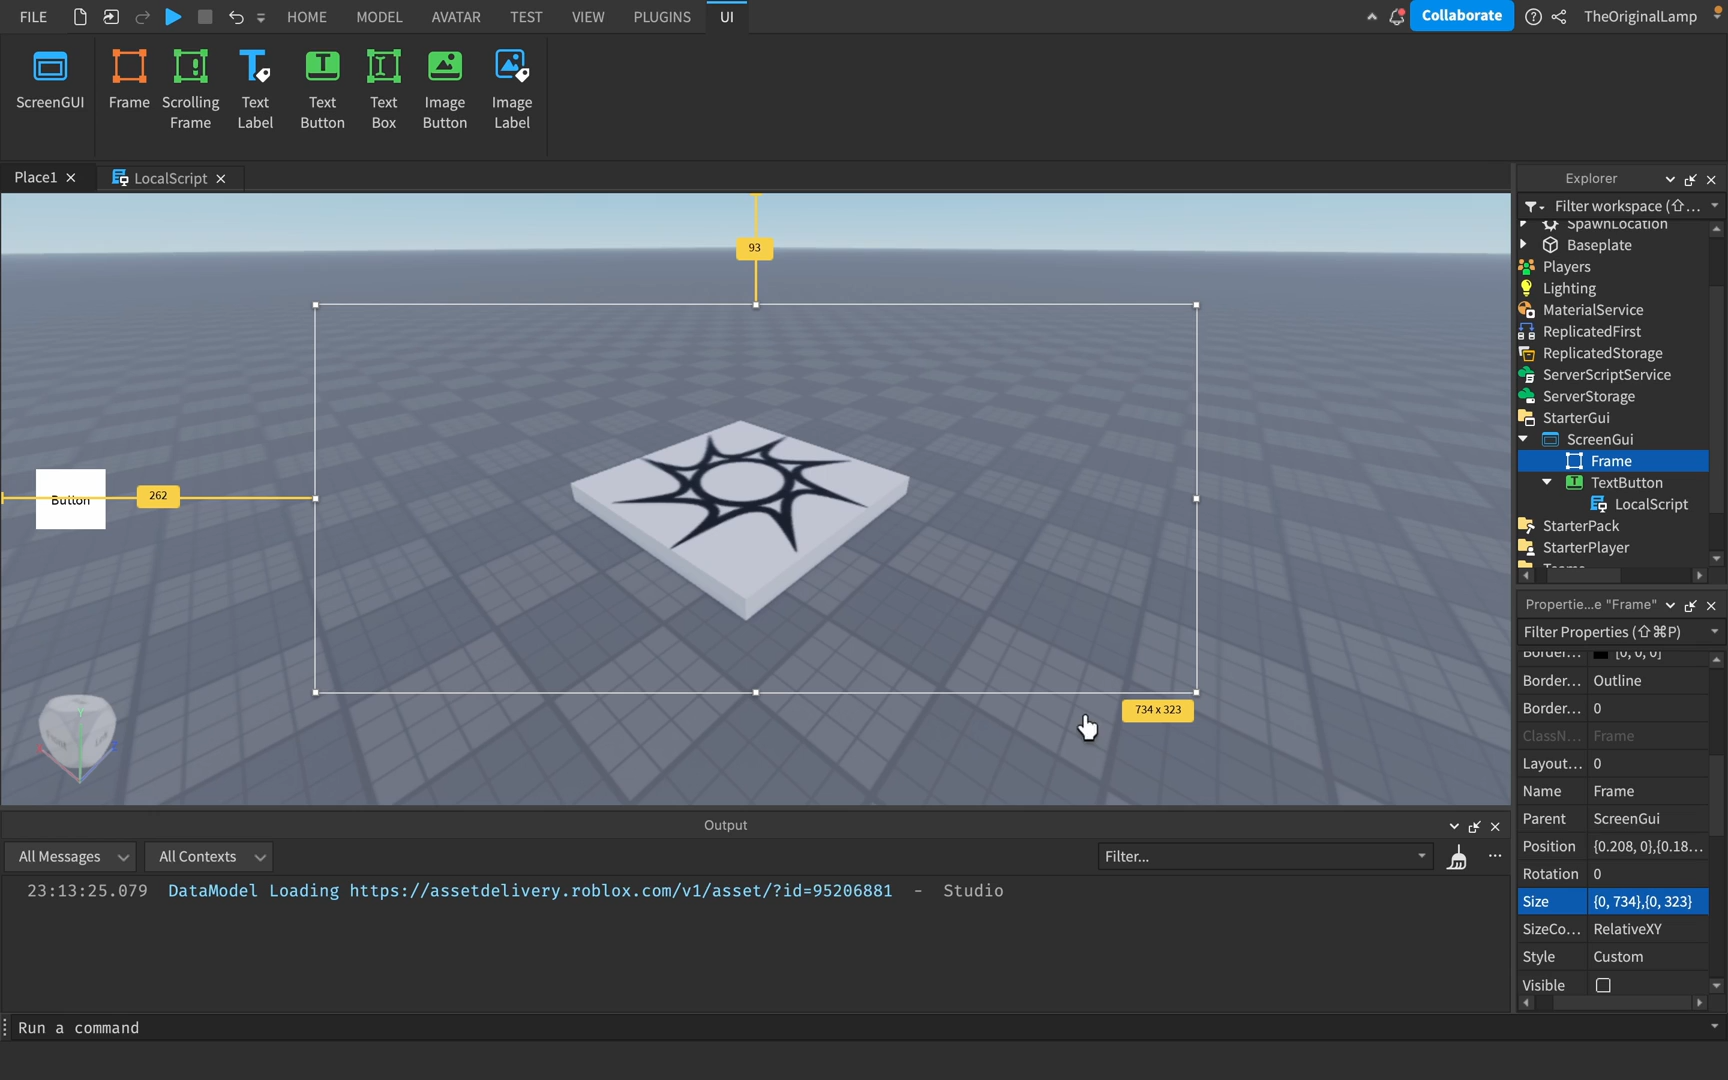 FILE
HOME
MODEL
AVATAR
TEST
VIEW
PLUGINS
UI
Collaborate
TheOriginalLamp
ScreenGUI
Frame
Scrolling
Frame
Text
Label
Text
Button
Text
Box
Image
Button
Image
Label
Place1
LocalScript
Explorer
Filter workspace (⇧...
SpawnLocation
Baseplate
Players
Lighting
MaterialService
ReplicatedFirst
ReplicatedStorage
ServerScriptService
ServerStorage
StarterGui
ScreenGui
Frame
TextButton
LocalScript
StarterPack
StarterPlayer
93
Button
262
734 x 323
Propertie...e "Frame"
Filter Properties (⇧⌘P)
Border... [0, 0, 0]
Border... Outline
Border... 0
ClassN... Frame
Layout... 0
Name Frame
Parent ScreenGui
Position {0.208, 0},{0.18...
Rotation 0
Size {0, 734},{0, 323}
SizeCo... RelativeXY
Style Custom
Visible
Output
All Messages
All Contexts
Filter...
23:13:25.079 DataModel Loading https://assetdelivery.roblox.com/v1/asset/?id=95206881 - Studio
Run a command